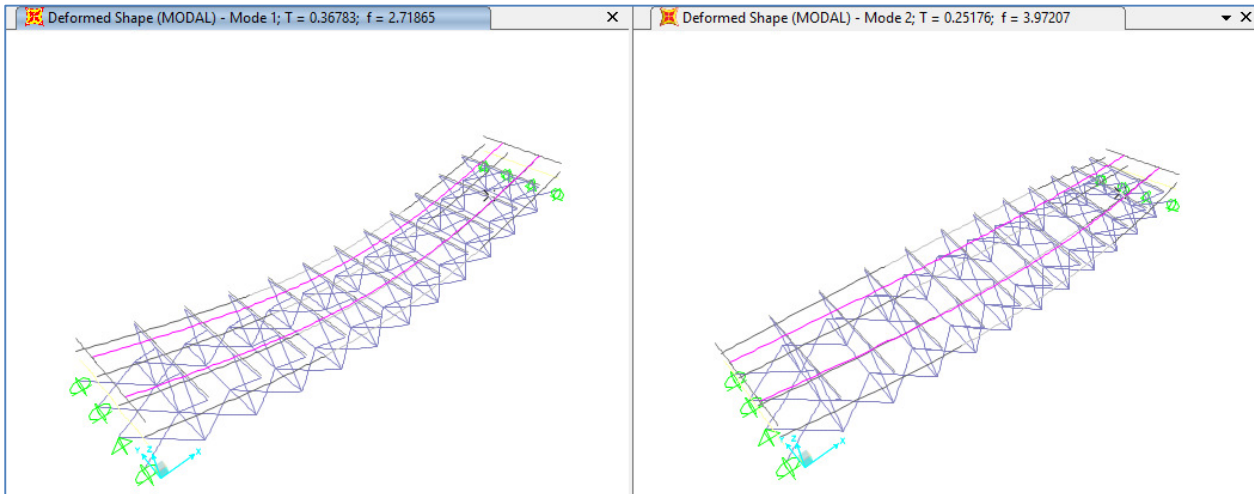 Deformed Shape (MODAL) - Mode 1; T = 0.36783; f = 2.71865
Deformed Shape (MODAL) - Mode 2; T = 0.25176; f = 3.97207
Y Z X
Y Z X